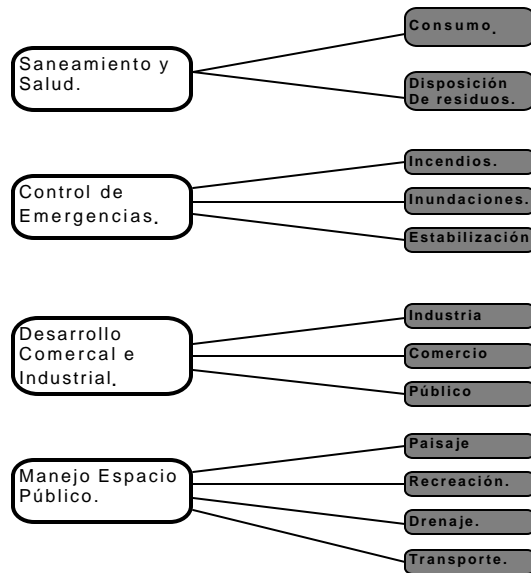 Saneamiento y
Salud.
Consumo.
Disposición
De residuos.
Control de
Emergencias.
Incendios.
Inundaciones.
Estabilización
Desarrollo
Comercal e
Industrial.
Industria
Comercio
Público
Manejo Espacio
Público.
Paisaje
Recreación.
Drenaje.
Transporte.